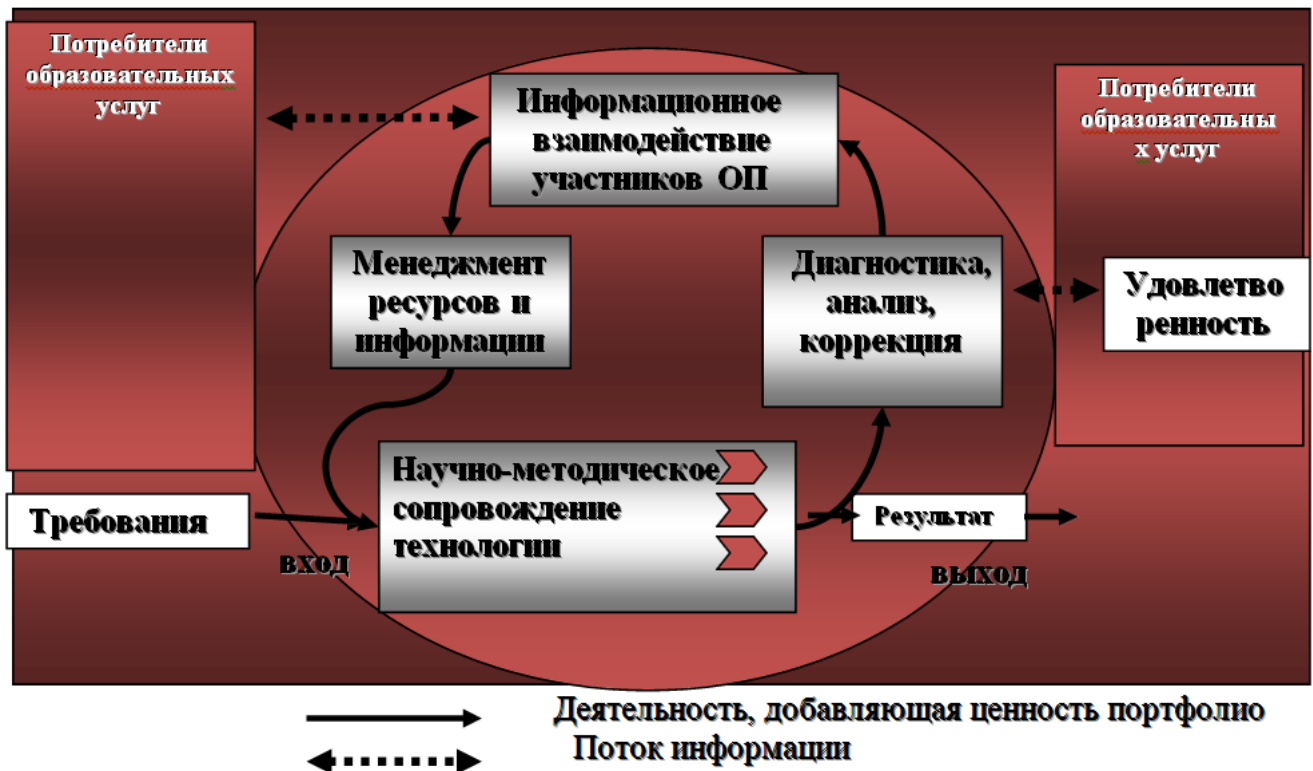 Потребители
образовательных
услуг
Информационное
взаимодействие
участников ОП
Потребители
образовательны
х услуг
Менеджмент
ресурсов и
информации
Диагностика,
анализ,
коррекция
Удовлетво
ренность
Научно-методическое
сопровождение
технологии
Требования
вход
Результат
выход
Деятельность, добавляющая ценность портфолио
Поток информации